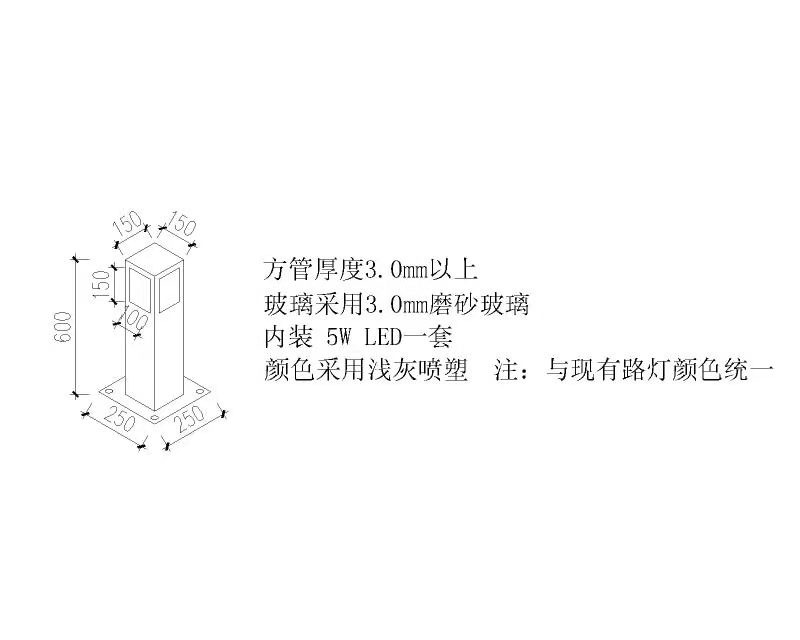 150 150
150
100
600
250 250
方管厚度3.0mm以上
玻璃采用3.0mm磨砂玻璃
内装 5W LED一套
颜色采用浅灰喷塑 注：与现有路灯颜色统一